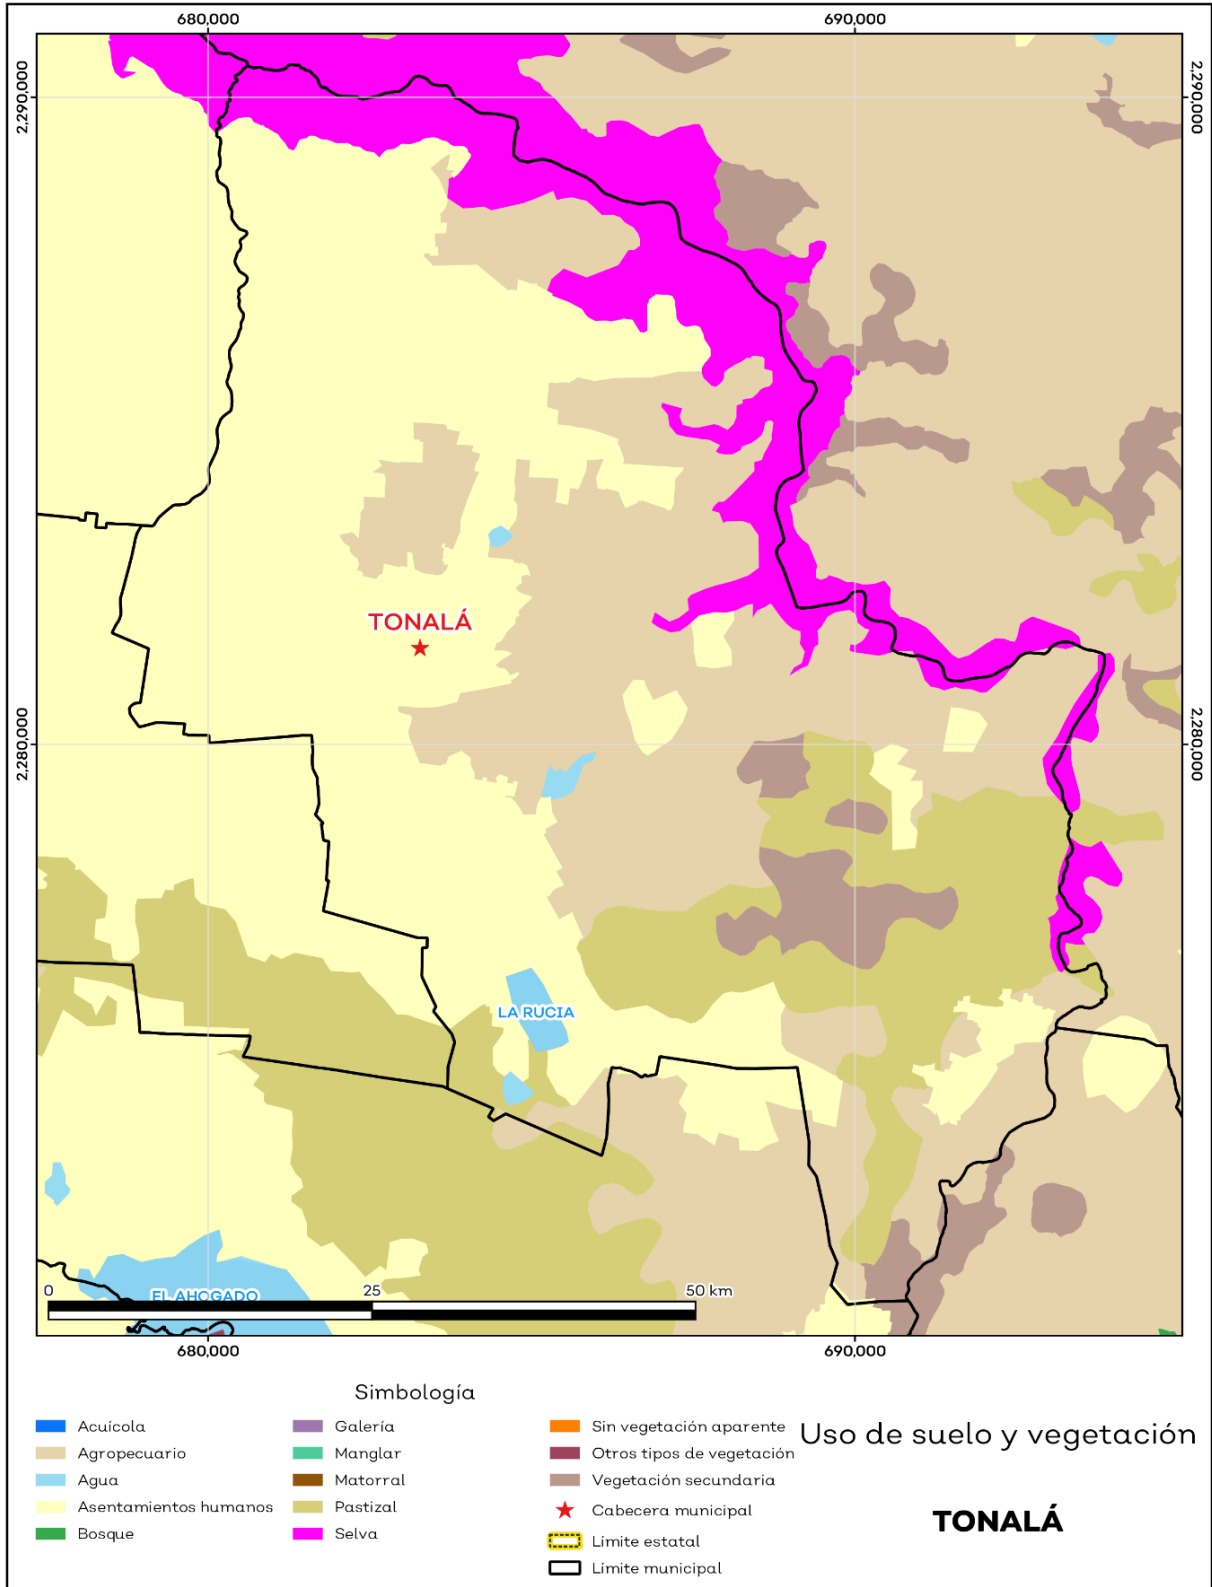 680,000 690,000
2,290,000 2,290,000
TONALÁ
2,280,000 2,280,000
LA RUCIA
EL AHOGADO
0 25 50 km
680,000 690,000
Simbología
Acuícola
Agropecuario
Agua
Asentamientos humanos
Bosque
Galería
Manglar
Matorral
Pastizal
Selva
Sin vegetación aparente
Otros tipos de vegetación
Vegetación secundaria
Cabecera municipal
Límite estatal
Límite municipal
Uso de suelo y vegetación
TONALÁ